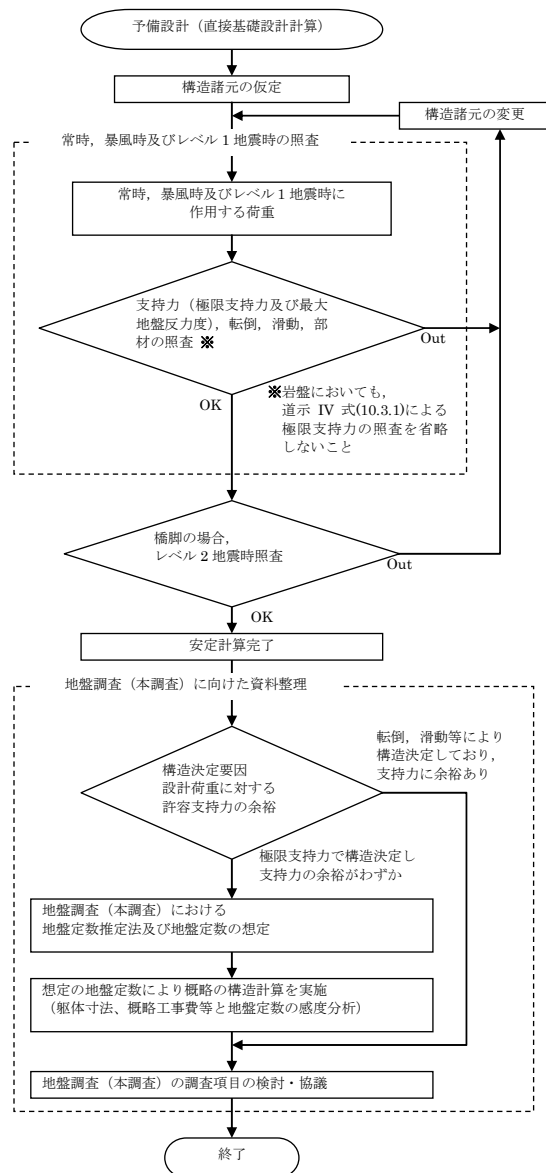 予備設計（直接基礎設計計算）
構造諸元の仮定
構造諸元の変更
常時，暴風時及びレベル 1 地震時の照査
常時，暴風時及びレベル 1 地震時に
作用する荷重
支持力（極限支持力及び最大
地盤反力度），転倒，滑動，部
材の照査 ※
Out
OK
※岩盤においても，
道示 IV 式(10.3.1)による
極限支持力の照査を省略
しないこと
橋脚の場合，
レベル 2 地震時照査
Out
OK
安定計算完了
地盤調査（本調査）に向けた資料整理
転倒，滑動等により
構造決定しており，
支持力に余裕あり
構造決定要因
設計荷重に対する
許容支持力の余裕
極限支持力で構造決定し
支持力の余裕がわずか
地盤調査（本調査）における
地盤定数推定法及び地盤定数の想定
想定の地盤定数により概略の構造計算を実施
（躯体寸法、概略工事費等と地盤定数の感度分析）
地盤調査（本調査）の調査項目の検討・協議
終了